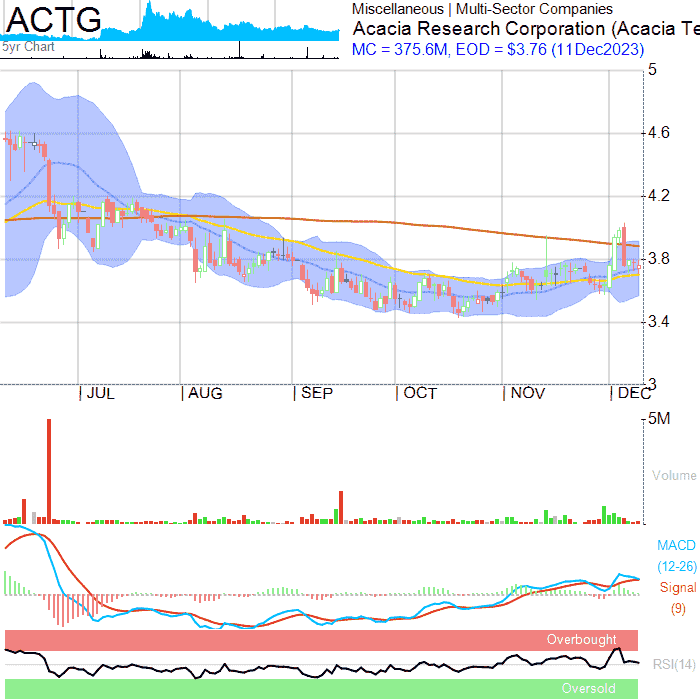 ACTG
5yr Chart
Miscellaneous | Multi-Sector Companies
Acacia Research Corporation (Acacia Te
MC = 375.6M, EOD = $3.76 (11Dec2023)
5
4.6
4.2
3.8
3.4
3
JUL
AUG
SEP
OCT
NOV
DEC
5M
Volume
MACD
(12-26)
Signal
(9)
Overbought
RSI(14)
Oversold